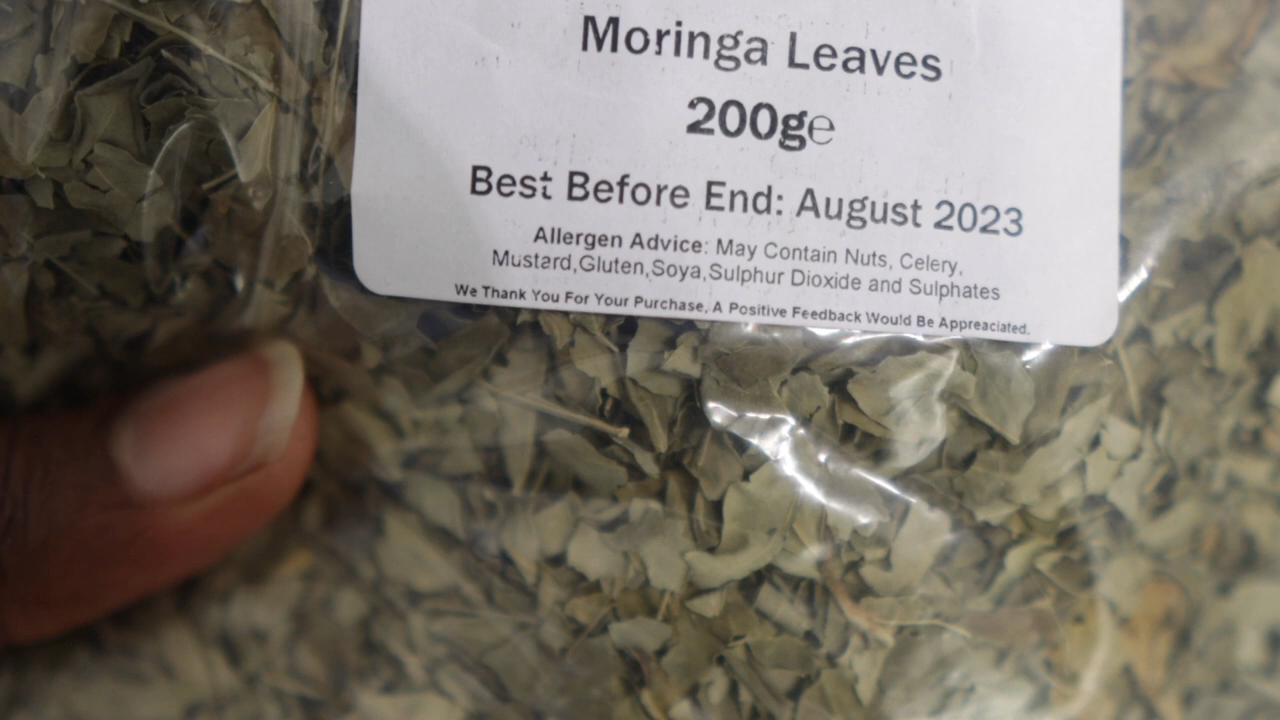 Moringa Leaves
200g℮
Best Before End: August 2023
Allergen Advice: May Contain Nuts, Celery,
Mustard,Gluten,Soya,Sulphur Dioxide and Sulphates
We Thank You For Your Purchase, A Positive Feedback Would Be Appreaciated.